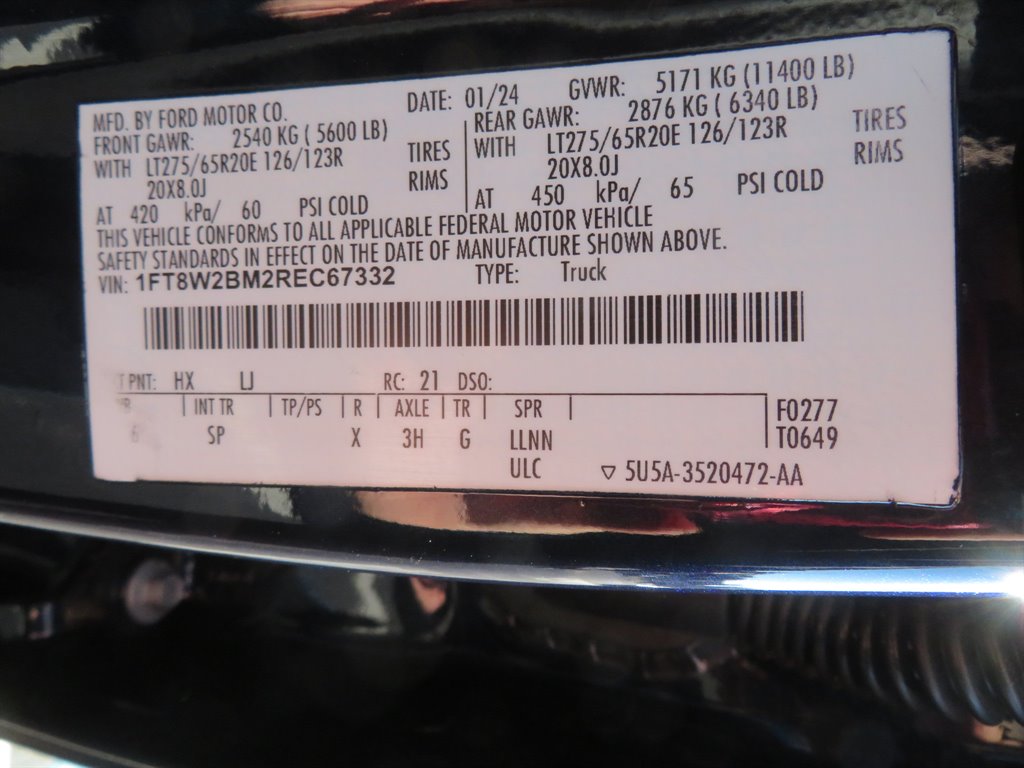 MFD. BY FORD MOTOR CO.
DATE: 01/24 GVWR: 5171 KG (11400 LB)
FRONT GAWR: 2540 KG ( 5600 LB)
WITH LT275/65R20E 126/123R TIRES
20X8.0J RIMS
AT 420 kPa/ 60 PSI COLD
REAR GAWR: 2876 KG ( 6340 LB)
WITH LT275/65R20E 126/123R TIRES
20X8.0J RIMS
AT 450 kPa/ 65 PSI COLD
THIS VEHICLE CONFORMS TO ALL APPLICABLE FEDERAL MOTOR VEHICLE
SAFETY STANDARDS IN EFFECT ON THE DATE OF MANUFACTURE SHOWN ABOVE.
VIN: 1FT8W2BM2REC67332 TYPE: Truck
PNT: HX LJ RC: 21 DSO:
INT TR TP/PS R AXLE TR SPR F0277
SP X 3H G LLNN T0649
ULC ▽ 5U5A-3520472-AA